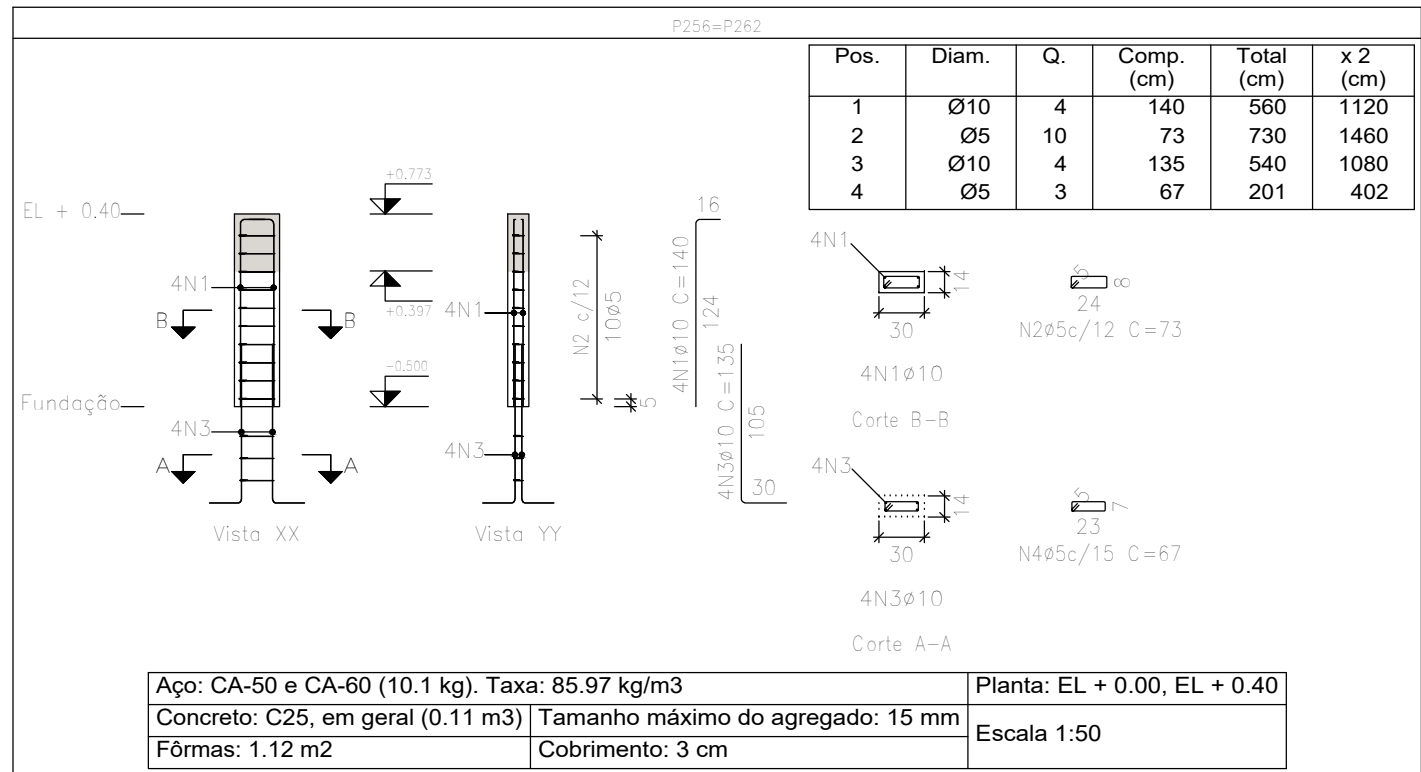 P256=P262
Pos. Diam. Q. Comp. (cm) Total (cm) x 2 (cm)
1 Ø10 4 140 560 1120
2 Ø5 10 73 730 1460
3 Ø10 4 135 540 1080
4 Ø5 3 67 201 402
EL + 0.40
+0.773
+0.397
-0.500
Fundação
4N1
B B
4N3
A A
Vista XX
4N1
4N3
Vista YY
N2 c/12
10ø5
5
16
4N1ø10 C=140
124
4N3ø10 C=135
105
30
4N1
14
30
4N1ø10
Corte B-B
5
8
24
N2ø5c/12 C=73
4N3
14
30
4N3ø10
Corte A-A
5
7
23
N4ø5c/15 C=67
Aço: CA-50 e CA-60 (10.1 kg). Taxa: 85.97 kg/m3
Planta: EL + 0.00, EL + 0.40
Concreto: C25, em geral (0.11 m3)
Tamanho máximo do agregado: 15 mm
Escala 1:50
Fôrmas: 1.12 m2
Cobrimento: 3 cm